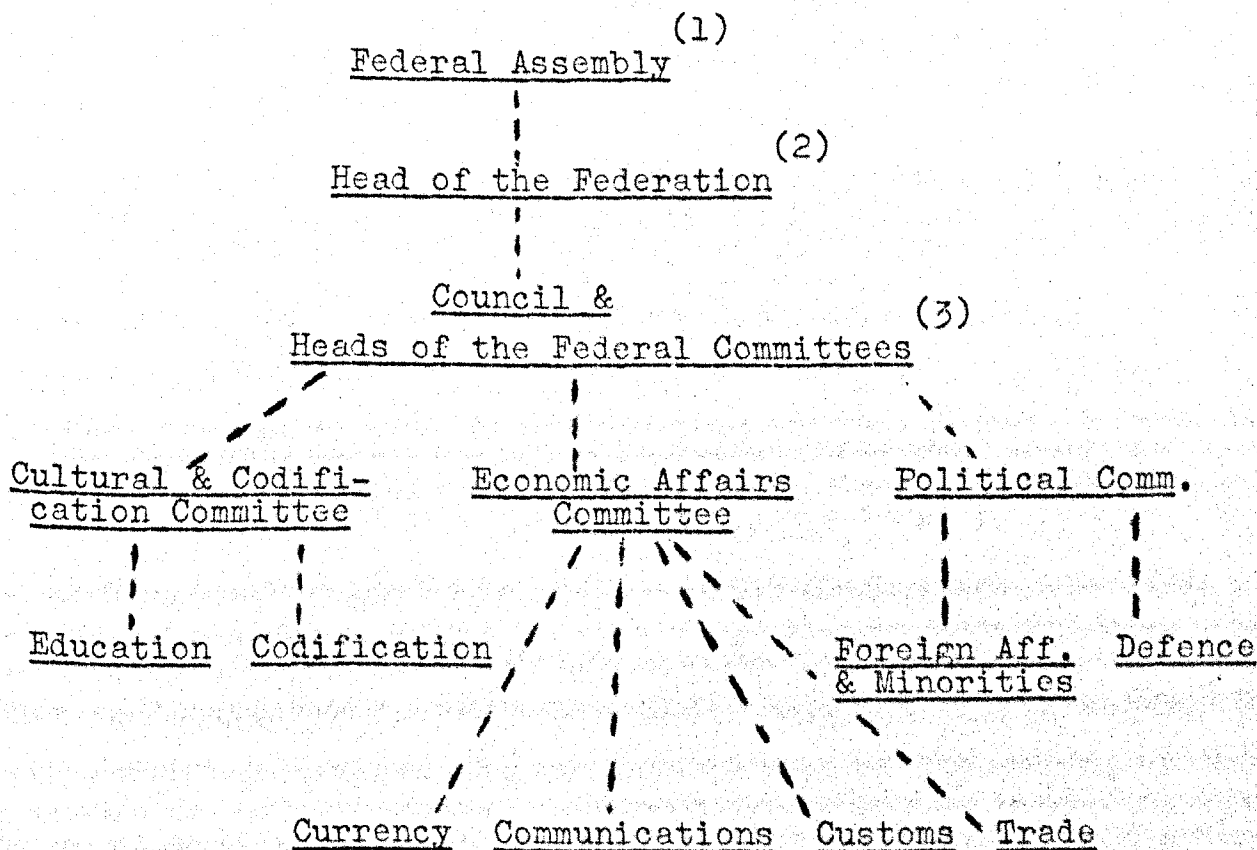 (1)
Federal Assembly
(2)
Head of the Federation
Council &
(3)
Heads of the Federal Committees
Cultural & Codifi-
cation Committee
Economic Affairs
Committee
Political Comm.
Education
Codification
Foreign Aff.
& Minorities
Defence
Currency
Communications
Customs
Trade